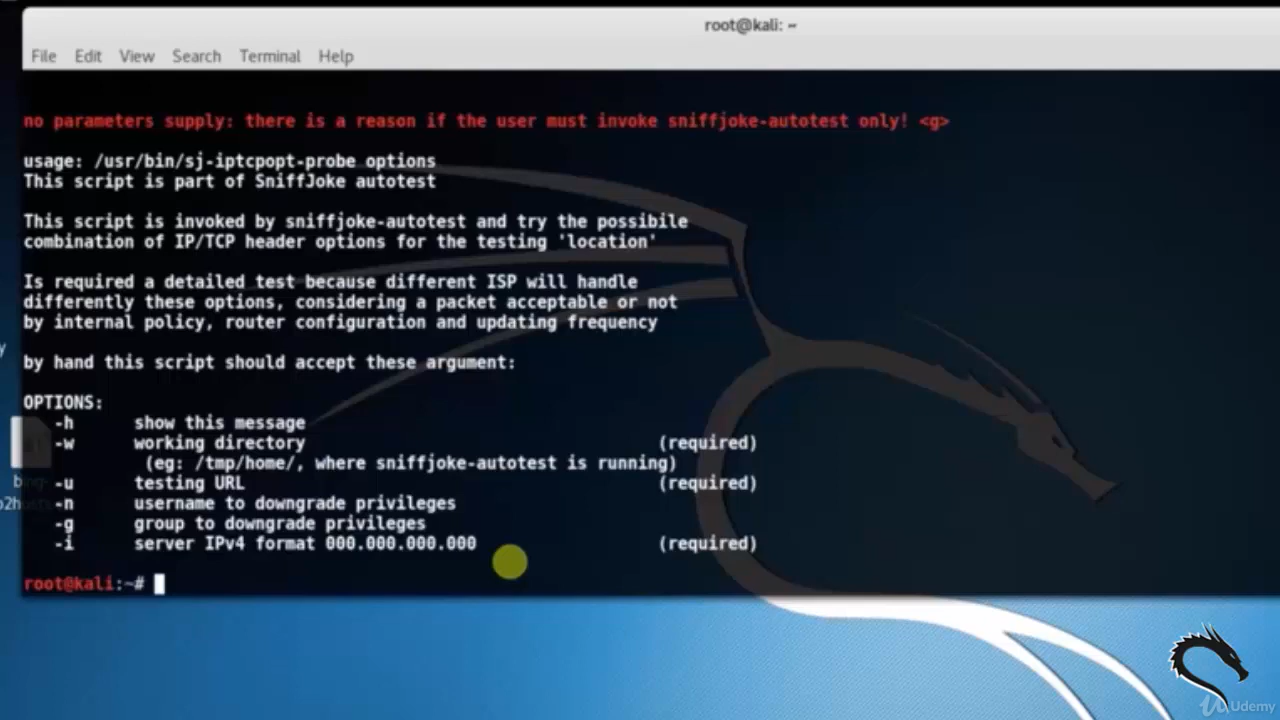 root@kali: ~
File Edit View Search Terminal Help
no parameters supply: there is a reason if the user must invoke sniffjoke-autotest only! <g>
usage: /usr/bin/sj-iptcpopt-probe options
This script is part of SniffJoke autotest
This script is invoked by sniffjoke-autotest and try the possibile
combination of IP/TCP header options for the testing 'location'
Is required a detailed test because different ISP will handle
differently these options, considering a packet acceptable or not
by internal policy, router configuration and updating frequency
by hand this script should accept these argument:
OPTIONS:
-h show this message
-w working directory (required)
(eg: /tmp/home/, where sniffjoke-autotest is running)
-u testing URL (required)
-n username to downgrade privileges
-g group to downgrade privileges
-i server IPv4 format 000.000.000.000 (required)
root@kali:~#
Udemy